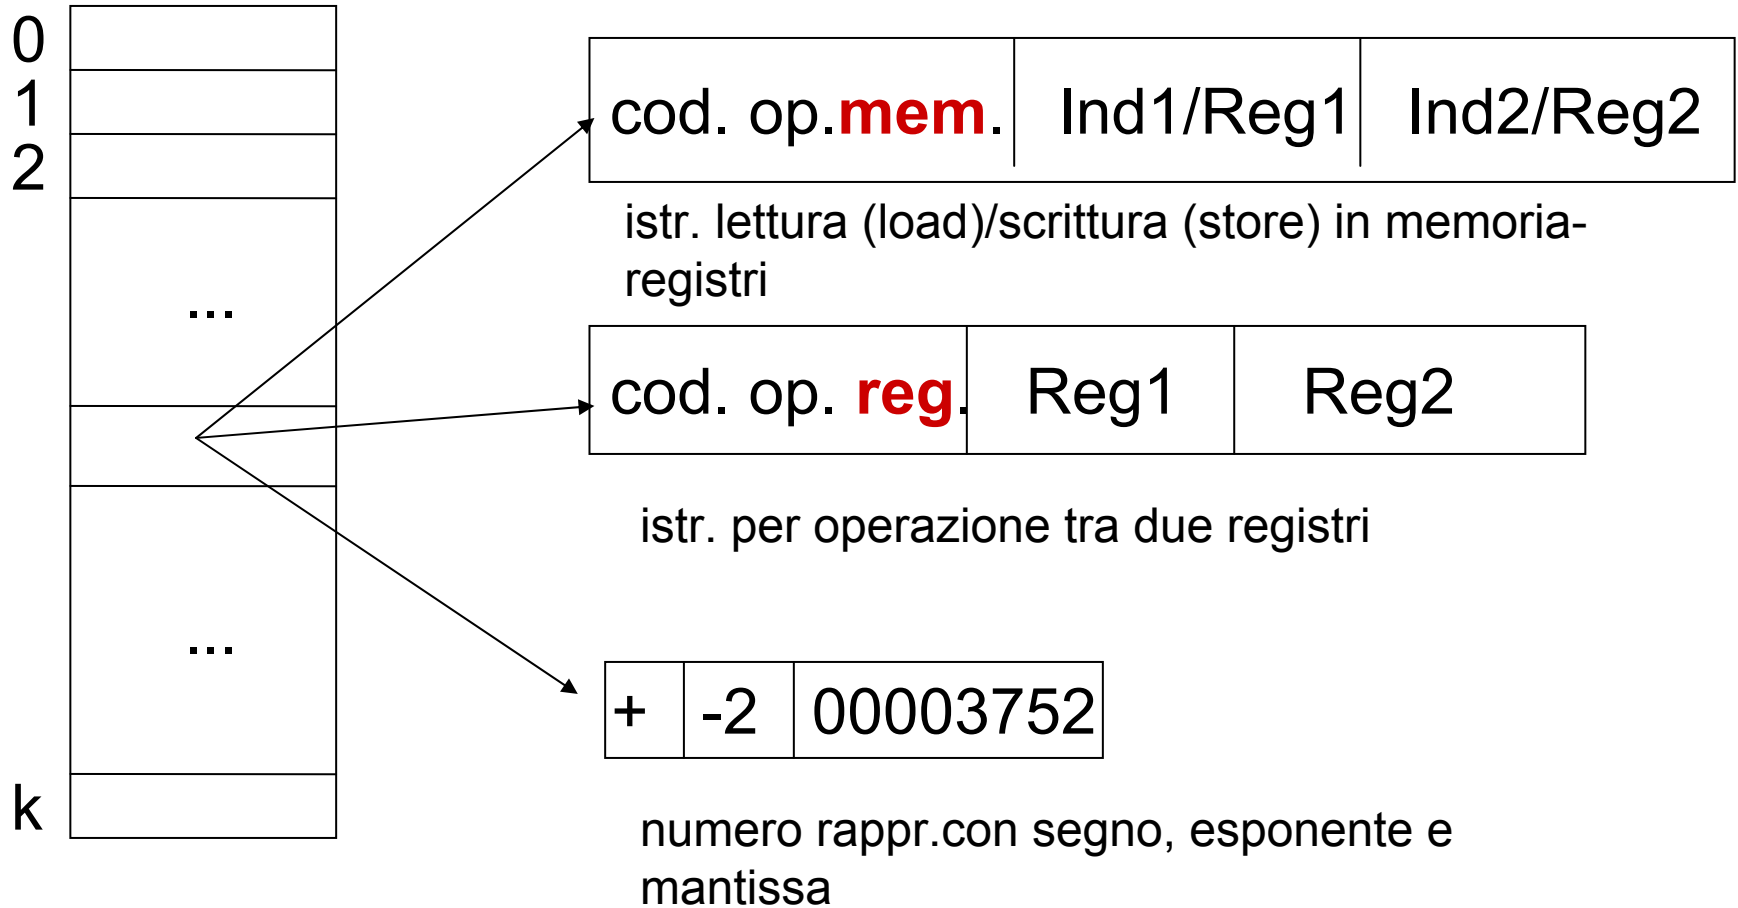 0
1
2
...
...
k
cod. op.mem. Ind1/Reg1 Ind2/Reg2
istr. lettura (load)/scrittura (store) in memoria-
registri
cod. op. reg. Reg1 Reg2
istr. per operazione tra due registri
+ -2 00003752
numero rappr.con segno, esponente e
mantissa